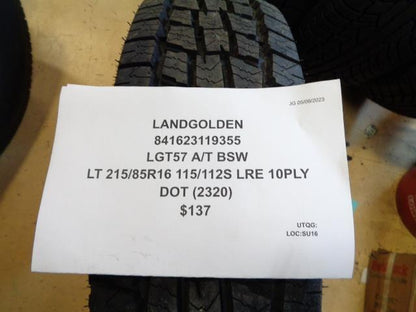 JG 05/08/2023
LANDGOLDEN
841623119355
LGT57 A/T BSW
LT 215/85R16 115/112S LRE 10PLY
DOT (2320)
$137
UTQG:
LOC:SU16